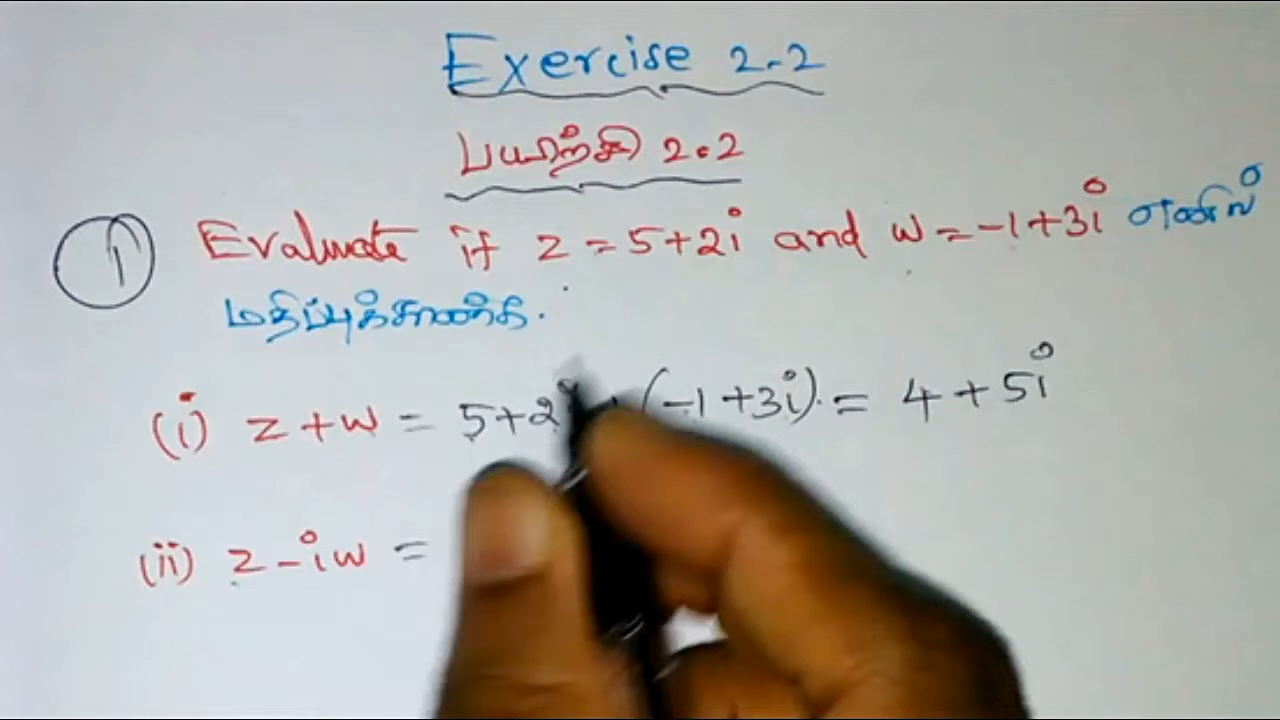 Exercise 2.2
பயிற்சி 2.2
① Evaluate if z = 5+2i and w = -1+3i எனில்
மதிப்புக்காண்க.
(i) z+w = 5+2i + (-1+3i) = 4+5i
(ii) z-iw =